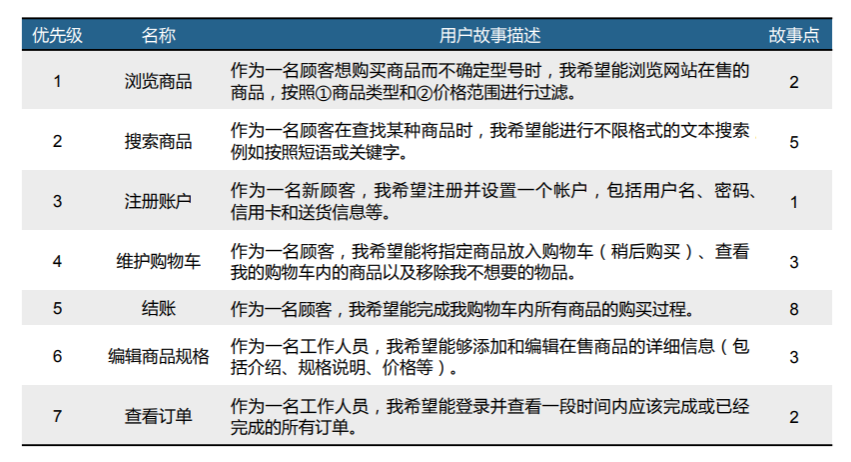 优先级 名称 用户故事描述 故事点
1 浏览商品 作为一名顾客想购买商品而不确定型号时，我希望能浏览网站在售的
商品，按照①商品类型和②价格范围进行过滤。 2
2 搜索商品 作为一名顾客在查找某种商品时，我希望能进行不限格式的文本搜索
例如按照短语或关键字。 5
3 注册账户 作为一名新顾客，我希望注册并设置一个帐户，包括用户名、密码、
信用卡和送货信息等。 1
4 维护购物车 作为一名顾客，我希望能将指定商品放入购物车（稍后购买）、查看
我的购物车内的商品以及移除我不想要的物品。 3
5 结账 作为一名顾客，我希望能完成我购物车内所有商品的购买过程。 8
6 编辑商品规格 作为一名工作人员，我希望能够添加和编辑在售商品的详细信息（包
括介绍、规格说明、价格等）。 3
7 查看订单 作为一名工作人员，我希望能登录并查看一段时间内应该完成或已经
完成的所有订单。 2